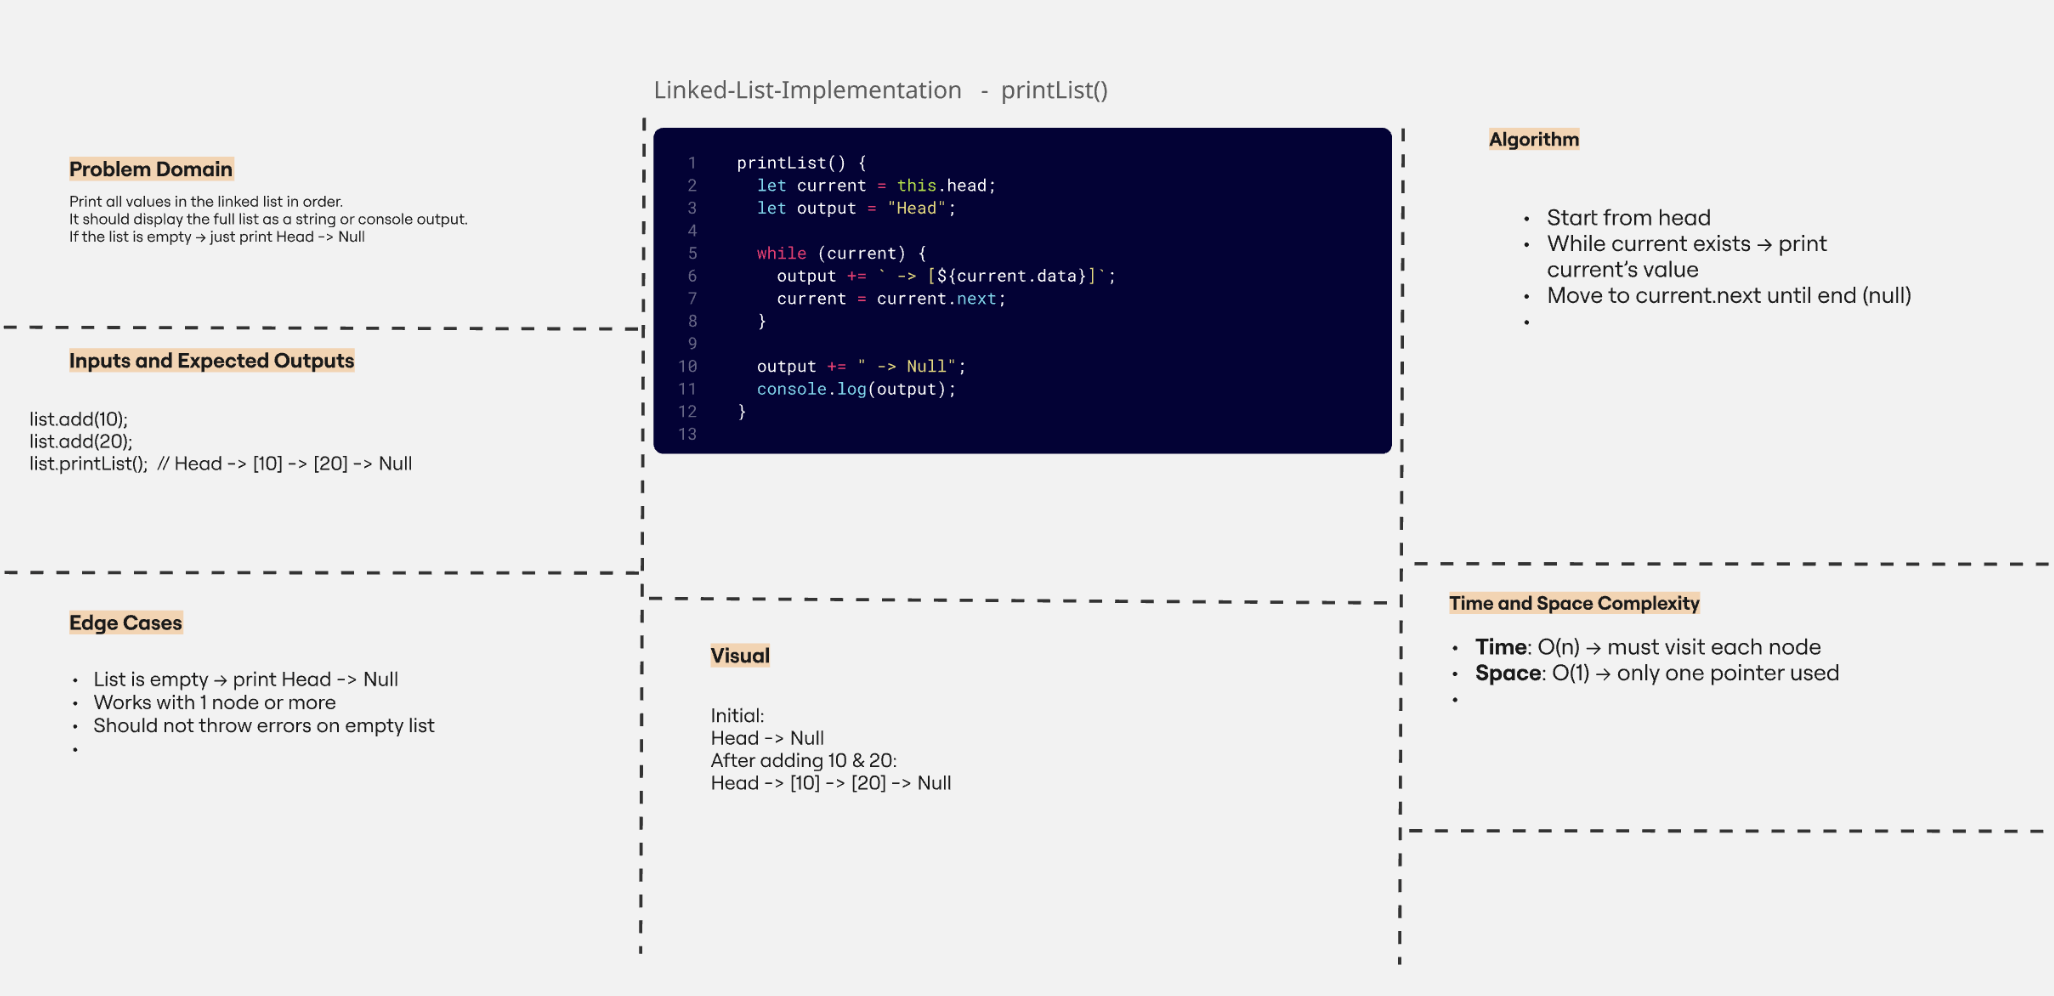 Linked-List-Implementation - printList()
Problem Domain
Print all values in the linked list in order.
It should display the full list as a string or console output.
If the list is empty → just print Head -> Null
Inputs and Expected Outputs
list.add(10);
list.add(20);
list.printList(); // Head -> [10] -> [20] -> Null
Edge Cases
• List is empty → print Head -> Null
• Works with 1 node or more
• Should not throw errors on empty list
•
1 printList() {
2 let current = this.head;
3 let output = "Head";
4
5 while (current) {
6 output += ` -> [${current.data}]`;
7 current = current.next;
8 }
9
10 output += " -> Null";
11 console.log(output);
12 }
13
Visual
Initial:
Head -> Null
After adding 10 & 20:
Head -> [10] -> [20] -> Null
Algorithm
• Start from head
• While current exists → print
current's value
• Move to current.next until end (null)
•
Time and Space Complexity
• Time: O(n) → must visit each node
• Space: O(1) → only one pointer used
•